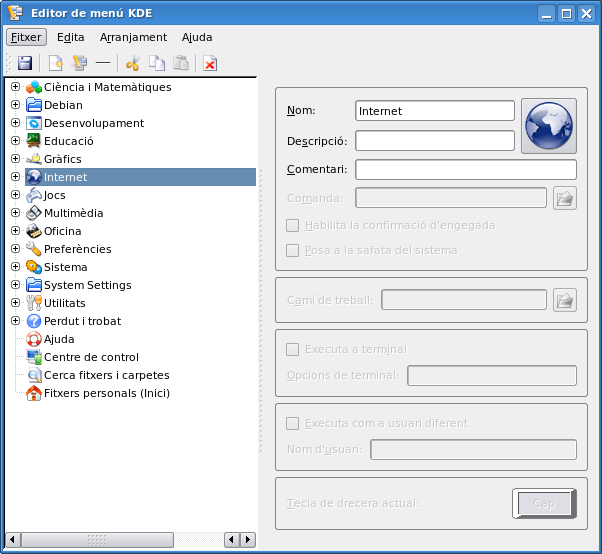 Editor de menú KDE
Fitxer Edita Arranjament Ajuda
Ciència i Matemàtiques
Debian
Desenvolupament
Educació
Gràfics
Internet
Jocs
Multimèdia
Oficina
Preferències
Sistema
System Settings
Utilitats
Perdut i trobat
Ajuda
Centre de control
Cerca fitxers i carpetes
Fitxers personals (Inici)
Nom: Internet
Descripció:
Comentari:
Comanda:
Habilita la confirmació d'engegada
Posa a la safata del sistema
Camí de treball:
Executa a terminal
Opcions de terminal:
Executa com a usuari diferent
Nom d'usuari:
Tecla de drecera actual: Cap